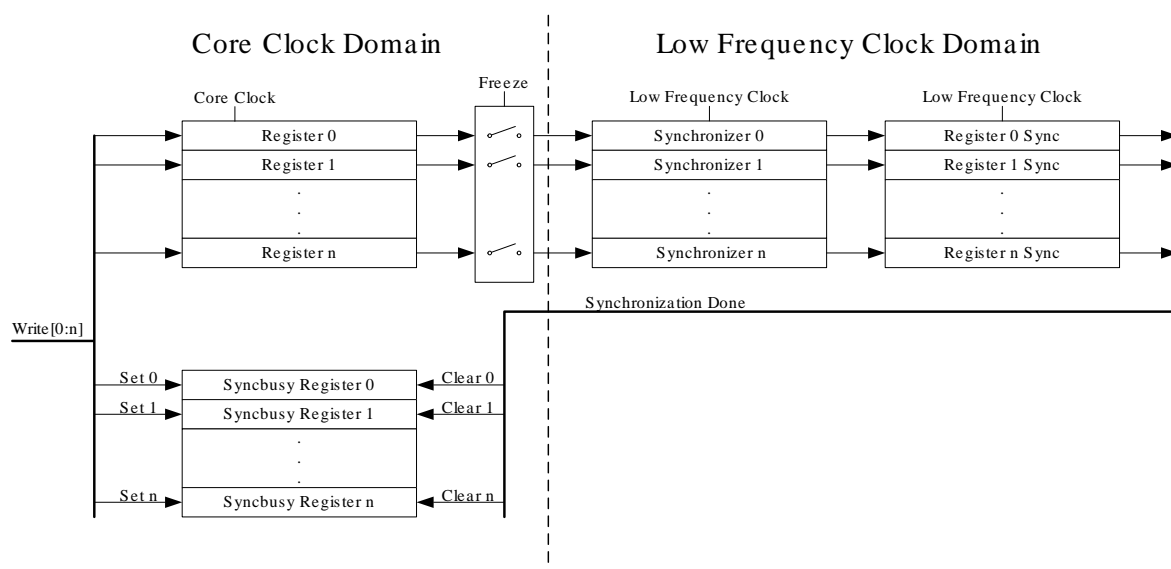 Core Clock Domain
Low Frequency Clock Domain
Freeze
Core Clock
Low Frequency Clock
Low Frequency Clock
Register 0
Synchronizer 0
Register 0 Sync
Register 1
Synchronizer 1
Register 1 Sync
.
.
.
.
.
.
.
.
.
Register n
Synchronizer n
Register n Sync
Synchronization Done
Write[0:n]
Set 0
Syncbusy Register 0
Clear 0
Set 1
Syncbusy Register 1
Clear 1
.
.
.
Set n
Syncbusy Register n
Clear n